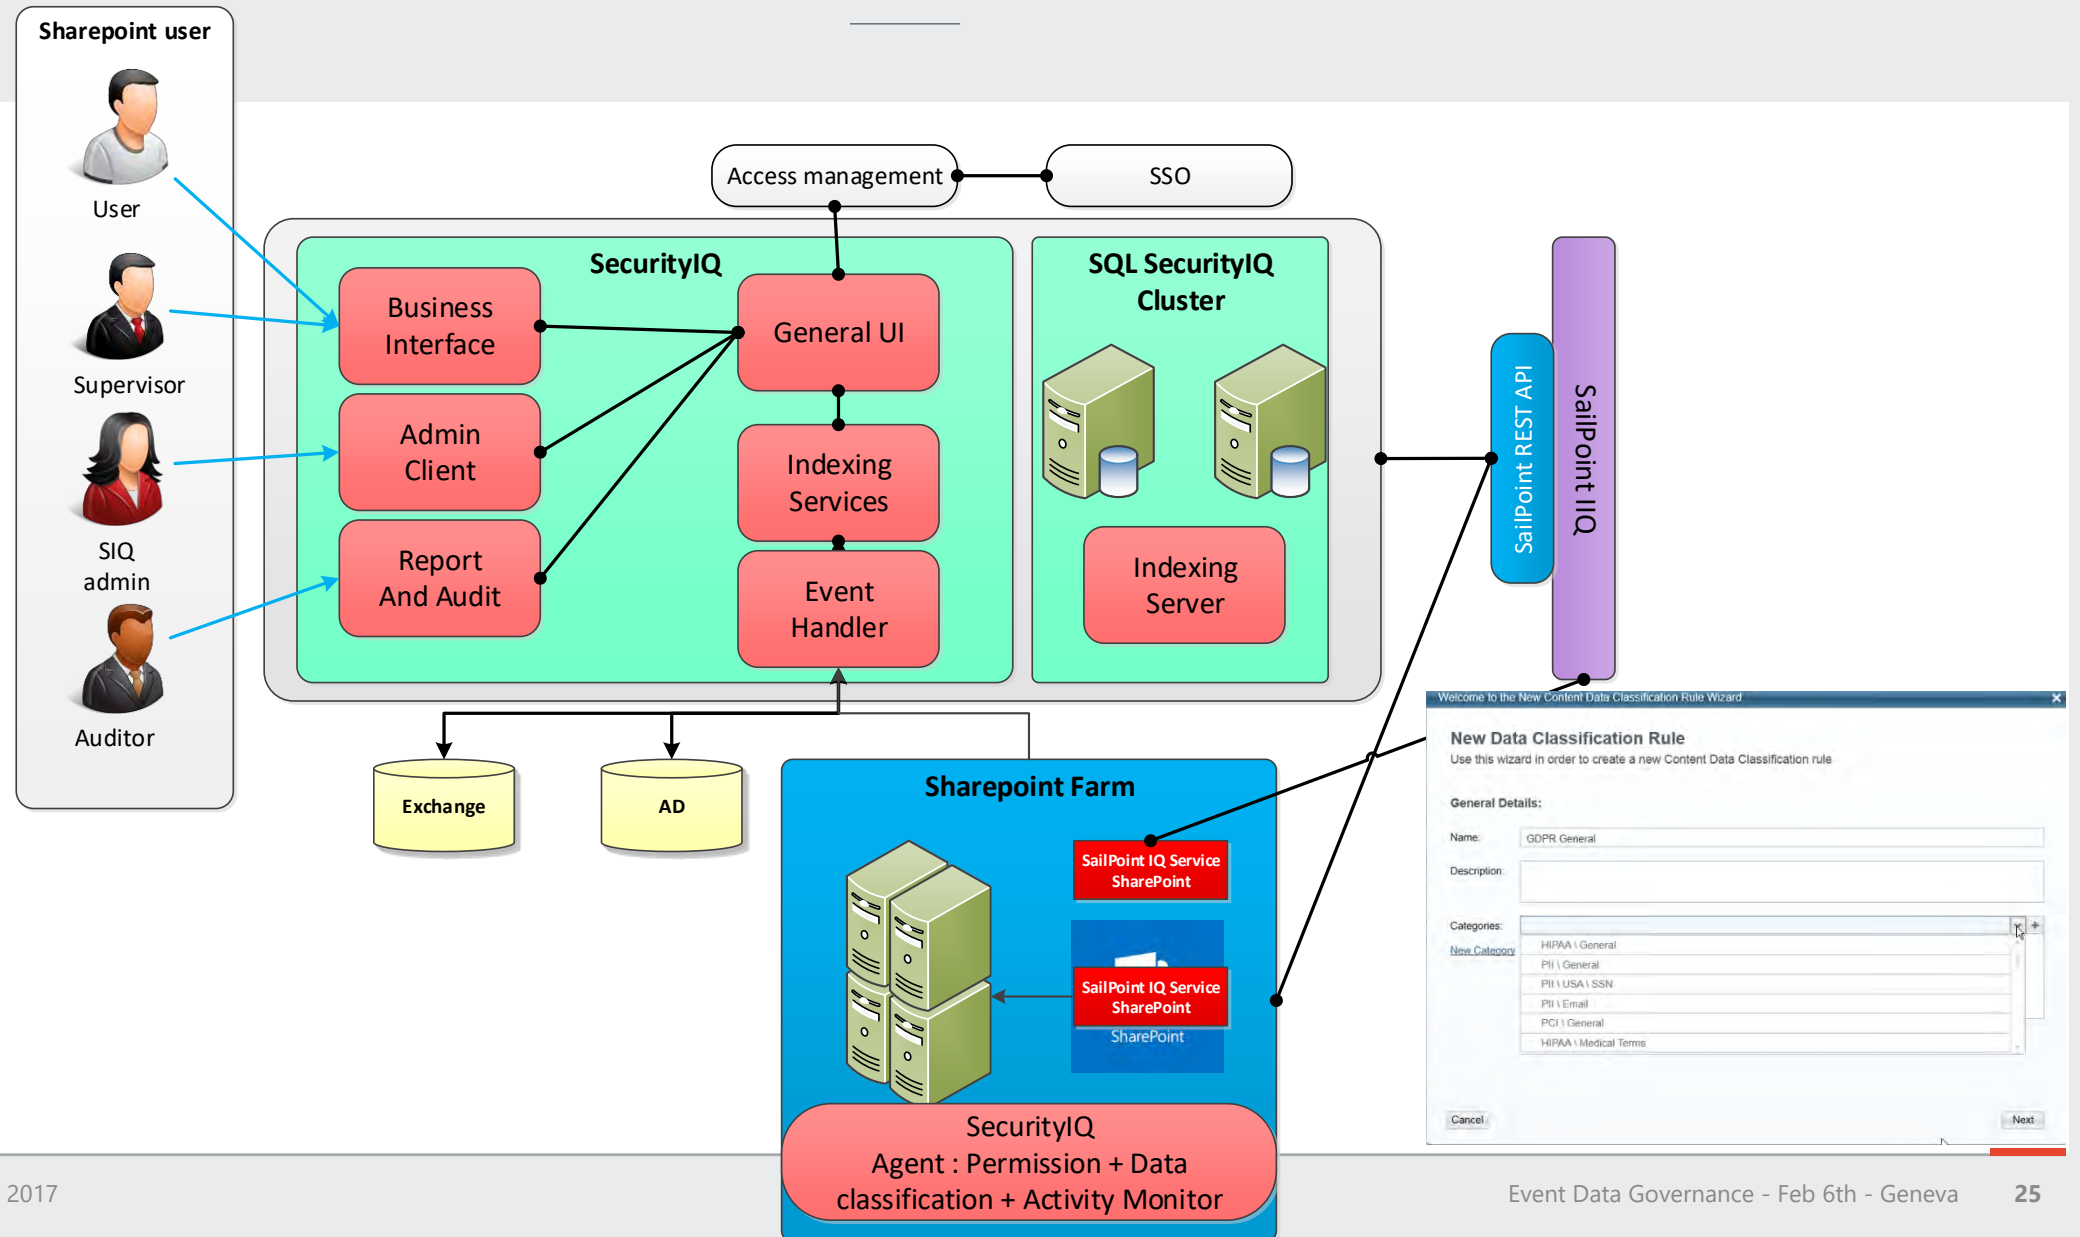 Sharepoint user
User
Supervisor
SIQ
admin
Auditor
Access management
SSO
SecurityIQ
Business
Interface
Admin
Client
Report
And Audit
General UI
Indexing
Services
Event
Handler
SQL SecurityIQ
Cluster
Indexing
Server
SailPoint REST API
SailPoint IIQ
Exchange
AD
Sharepoint Farm
SailPoint IQ Service
SharePoint
SailPoint IQ Service
SharePoint
SharePoint
SecurityIQ
Agent : Permission + Data
classification + Activity Monitor
Welcome to the New Content Data Classification Rule Wizard
New Data Classification Rule
Use this wizard in order to create a new Content Data Classification rule
General Details:
Name: GDPR General
Description:
Categories:
New Category
HIPAA \ General
PII \ General
PII \ USA \ SSN
PII \ Email
PCI \ General
HIPAA \ Medical Terms
Cancel
Next
2017
Event Data Governance - Feb 6th - Geneva
25